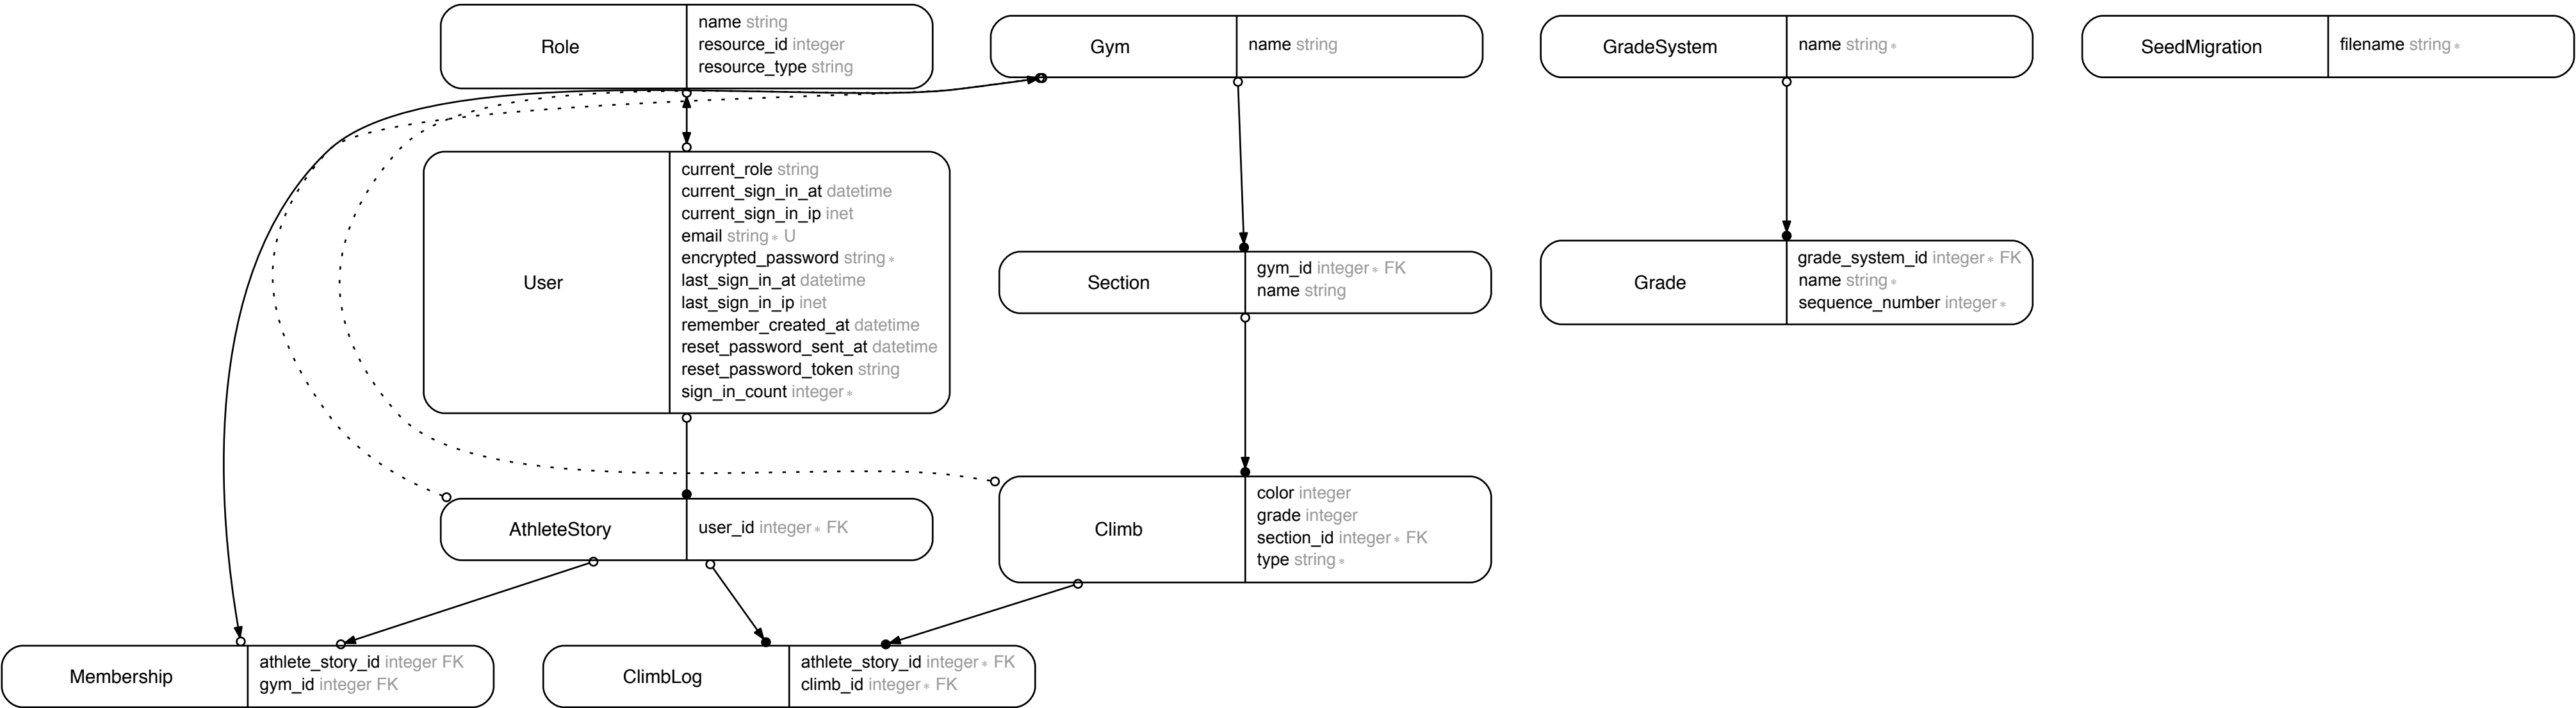 Role
name string
resource_id integer
resource_type string
Gym
name string
GradeSystem
name string *
SeedMigration
filename string *
User
current_role string
current_sign_in_at datetime
current_sign_in_ip inet
email string * U
encrypted_password string *
last_sign_in_at datetime
last_sign_in_ip inet
remember_created_at datetime
reset_password_sent_at datetime
reset_password_token string
sign_in_count integer *
Section
gym_id integer * FK
name string
Grade
grade_system_id integer * FK
name string *
sequence_number integer *
AthleteStory
user_id integer * FK
Climb
color integer
grade integer
section_id integer * FK
type string *
Membership
athlete_story_id integer FK
gym_id integer FK
ClimbLog
athlete_story_id integer * FK
climb_id integer * FK